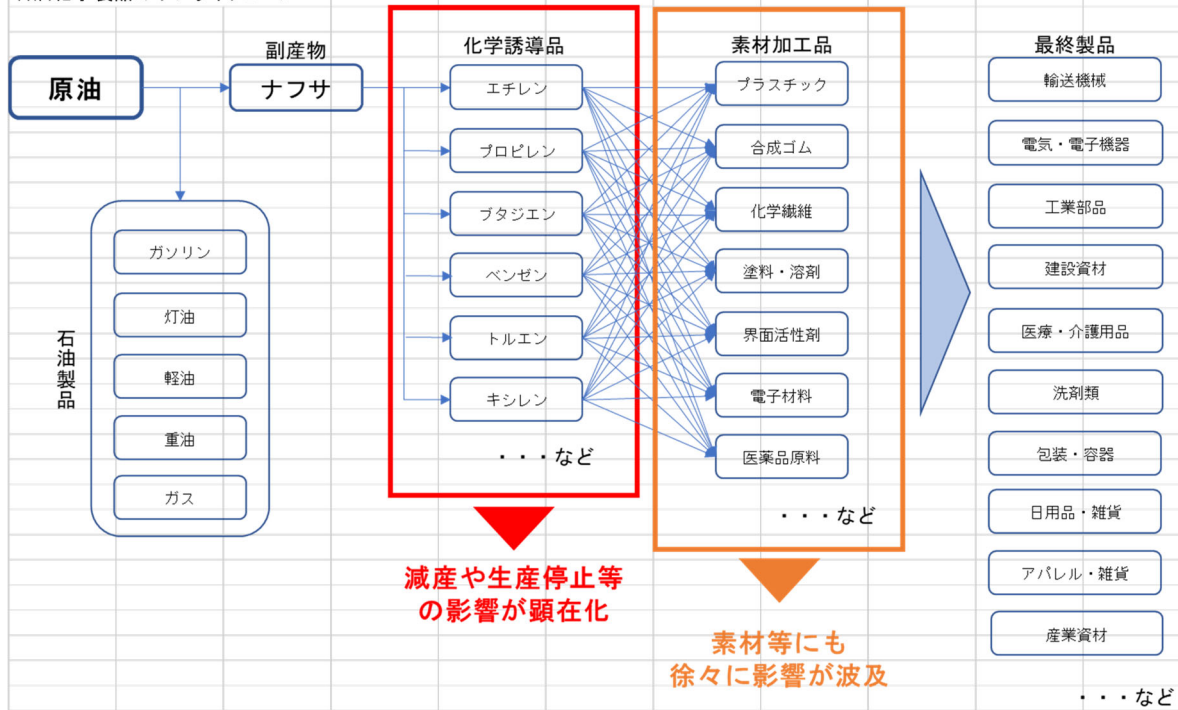 原油
副産物
ナフサ
石油製品
ガソリン
灯油
軽油
重油
ガス
化学誘導品
エチレン
プロピレン
ブタジエン
ベンゼン
トルエン
キシレン
・・・など
減産や生産停止等
の影響が顕在化
素材加工品
プラスチック
合成ゴム
化学繊維
塗料・溶剤
界面活性剤
電子材料
医薬品原料
・・・など
素材等にも
徐々に影響が波及
最終製品
輸送機械
電気・電子機器
工業部品
建設資材
医療・介護用品
洗剤類
包装・容器
日用品・雑貨
アパレル・雑貨
産業資材
・・・など